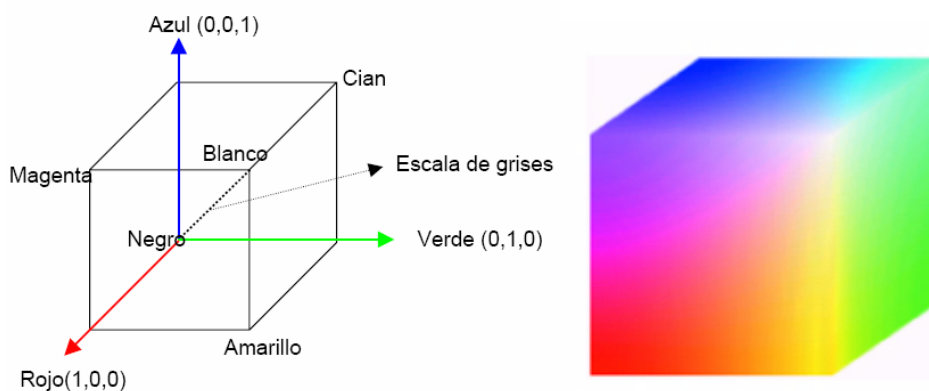 Azul (0,0,1)
Cian
Blanco
Magenta
Escala de grises
Negro
Verde (0,1,0)
Amarillo
Rojo(1,0,0)